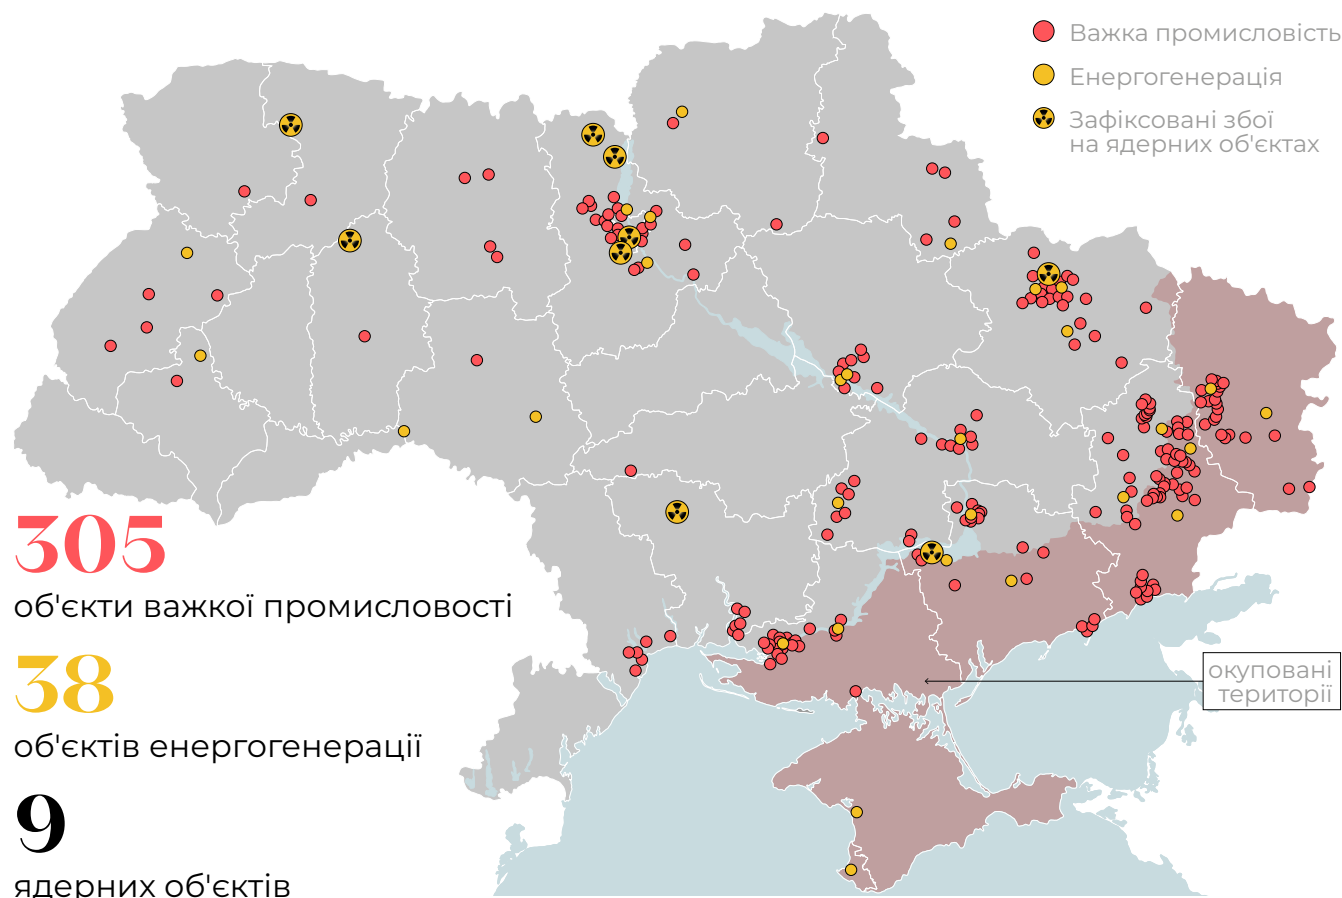 Важка промисловість
Енергогенерація
Зафіксовані збої
на ядерних об'єктах
305
об'єкти важкої промисловості
38
об'єктів енергогенерації
9
ядерних об'єктів
окуповані
території